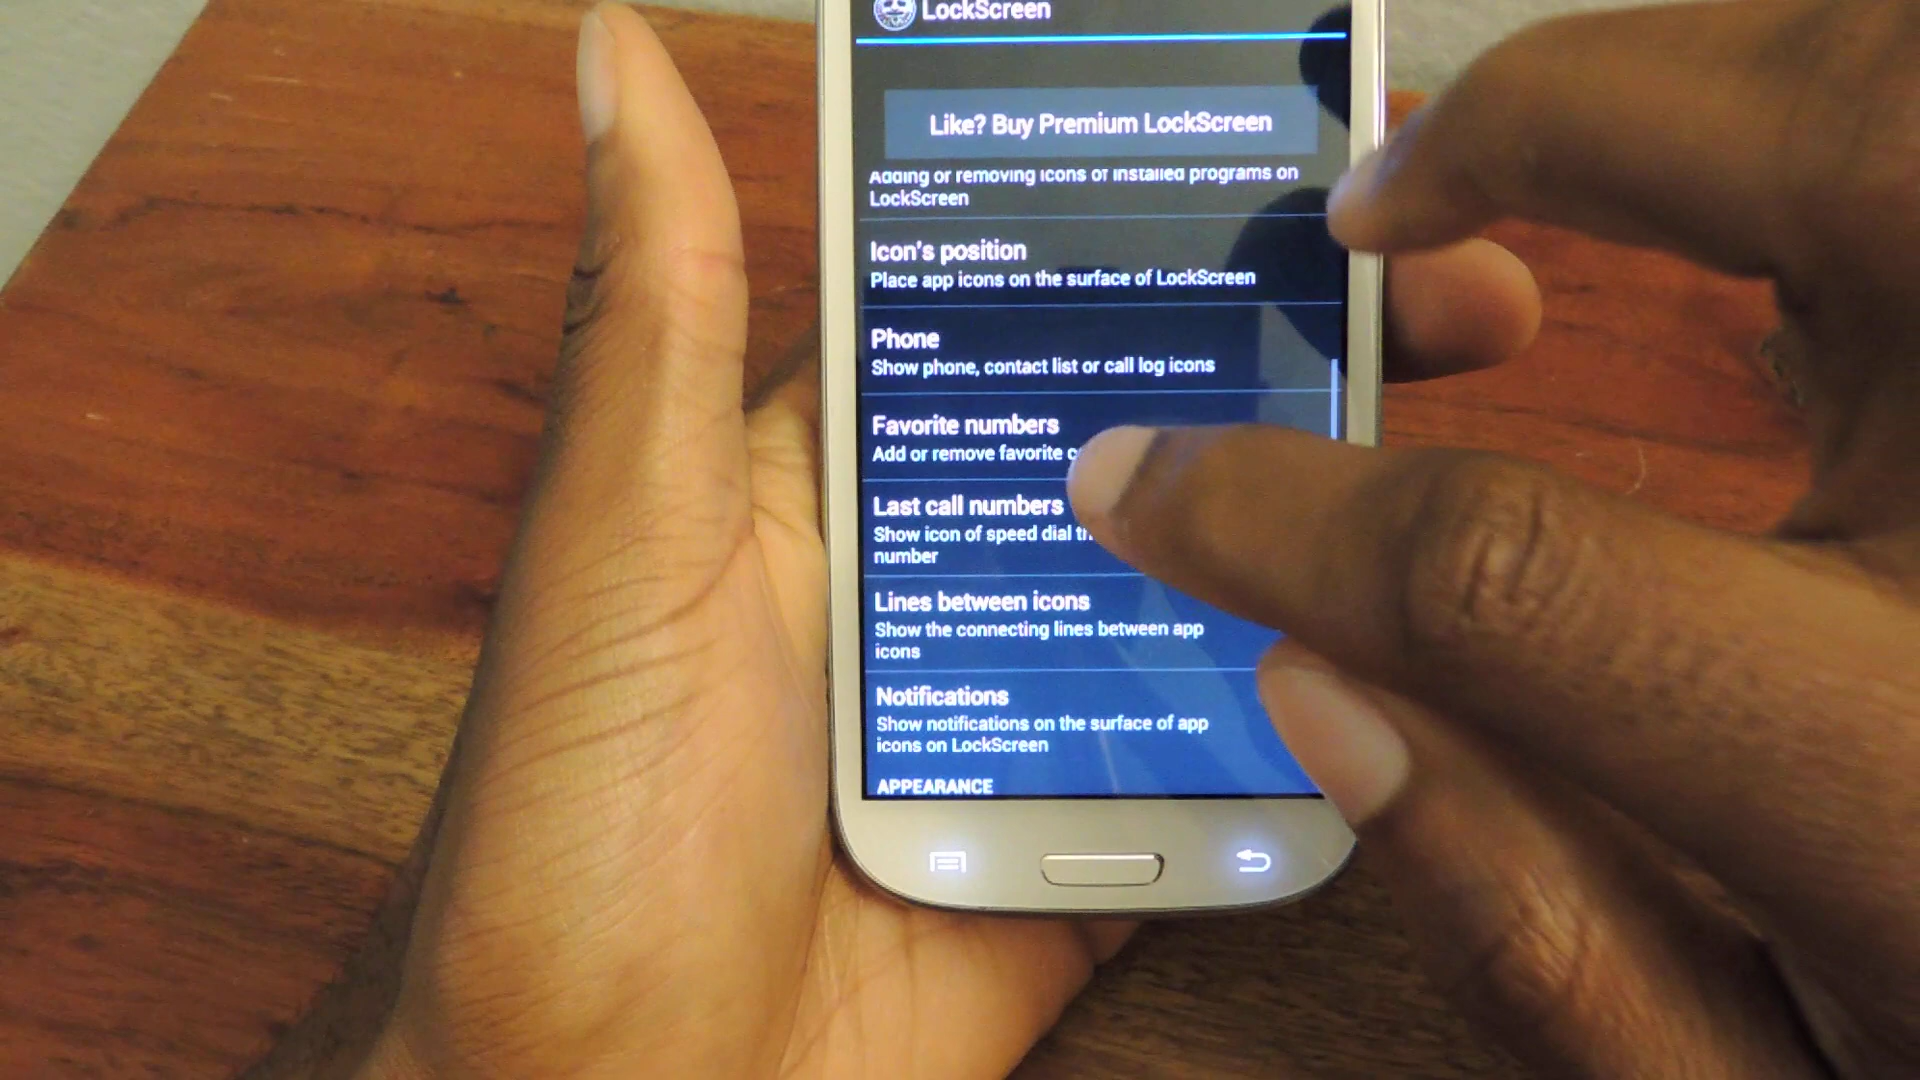 LockScreen
Like? Buy Premium LockScreen
Adding or removing icons of installed programs on
LockScreen
Icon's position
Place app icons on the surface of LockScreen
Phone
Show phone, contact list or call log icons
Favorite numbers
Add or remove favorite
Last call numbers
Show icon of speed dial
number
Lines between icons
Show the connecting lines between app
icons
Notifications
Show notifications on the surface of app
icons on LockScreen
APPEARANCE